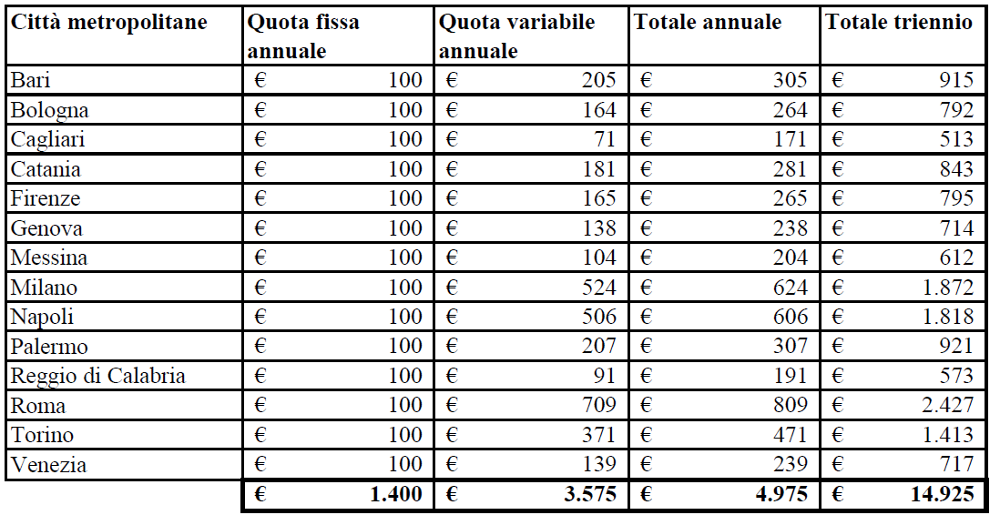 Città metropolitane Quota fissa annuale Quota variabile annuale Totale annuale Totale triennio
Bari € 100 € 205 € 305 € 915
Bologna € 100 € 164 € 264 € 792
Cagliari € 100 € 71 € 171 € 513
Catania € 100 € 181 € 281 € 843
Firenze € 100 € 165 € 265 € 795
Genova € 100 € 138 € 238 € 714
Messina € 100 € 104 € 204 € 612
Milano € 100 € 524 € 624 € 1.872
Napoli € 100 € 506 € 606 € 1.818
Palermo € 100 € 207 € 307 € 921
Reggio di Calabria € 100 € 91 € 191 € 573
Roma € 100 € 709 € 809 € 2.427
Torino € 100 € 371 € 471 € 1.413
Venezia € 100 € 139 € 239 € 717
€ 1.400 € 3.575 € 4.975 € 14.925